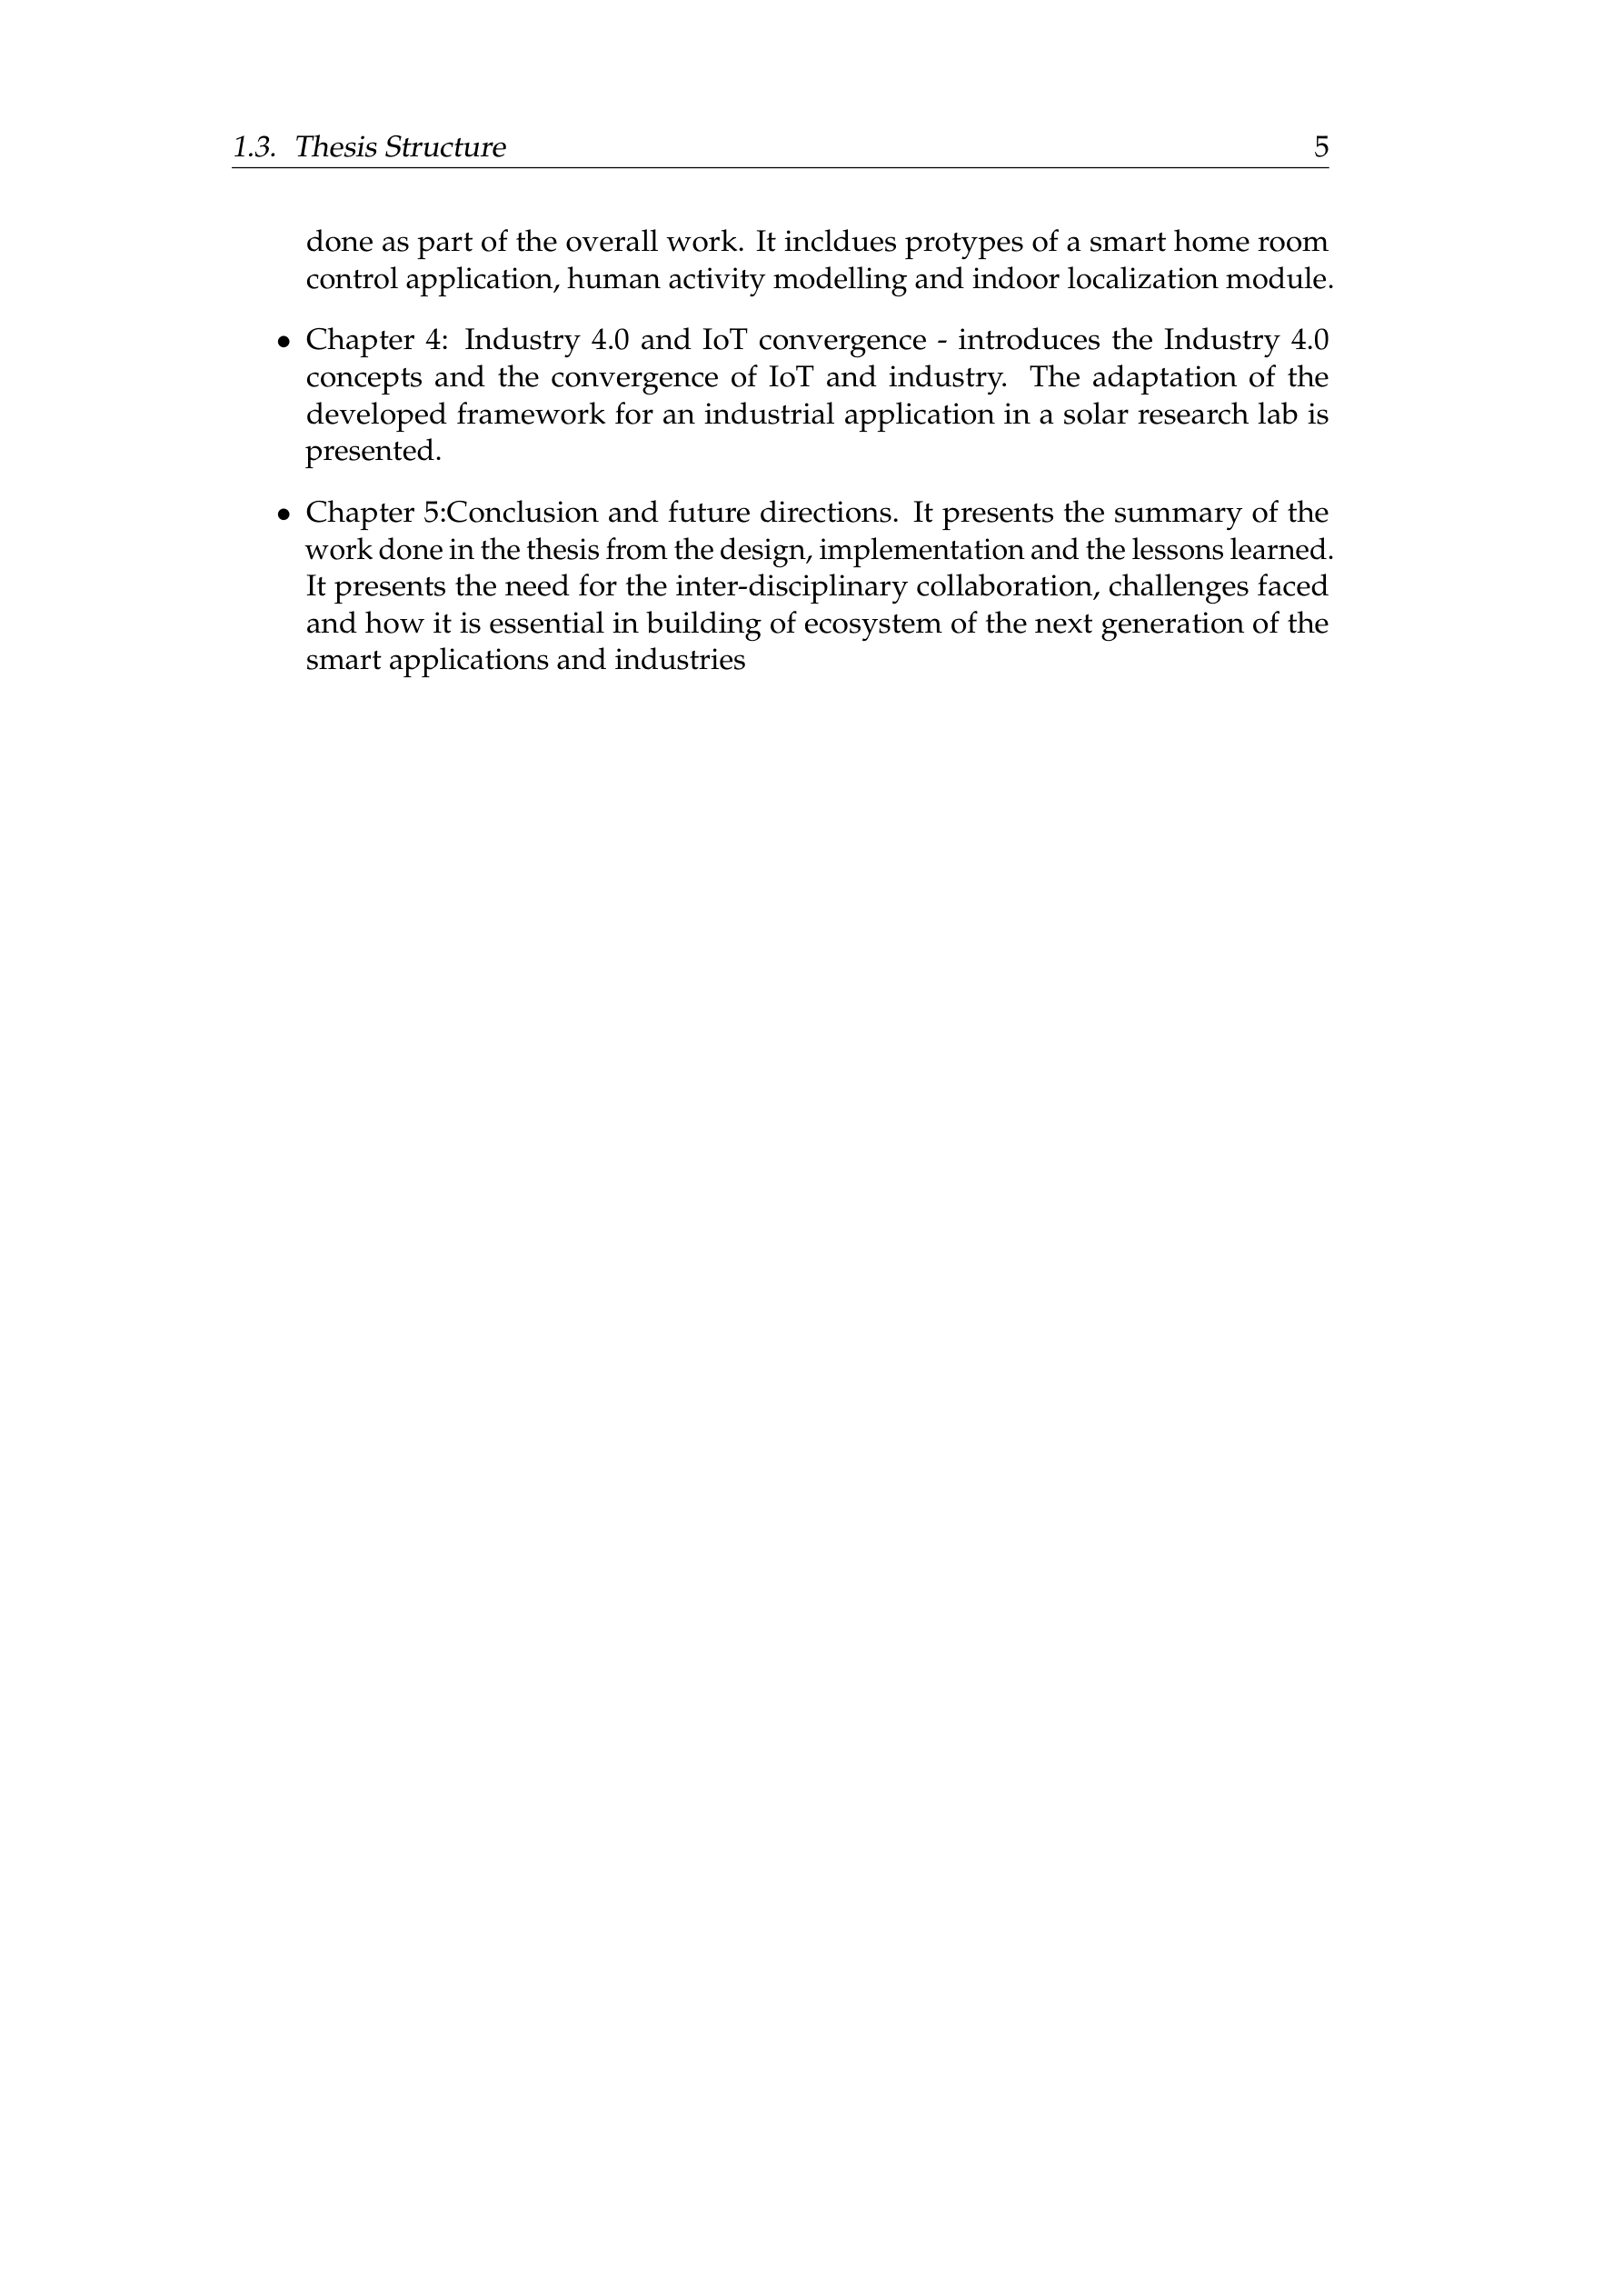 1.3. Thesis Structure 5
done as part of the overall work. It incldues protypes of a smart home room
control application, human activity modelling and indoor localization module.
• Chapter 4: Industry 4.0 and IoT convergence - introduces the Industry 4.0
concepts and the convergence of IoT and industry. The adaptation of the
developed framework for an industrial application in a solar research lab is
presented.
• Chapter 5:Conclusion and future directions. It presents the summary of the
work done in the thesis from the design, implementation and the lessons learned.
It presents the need for the inter-disciplinary collaboration, challenges faced
and how it is essential in building of ecosystem of the next generation of the
smart applications and industries